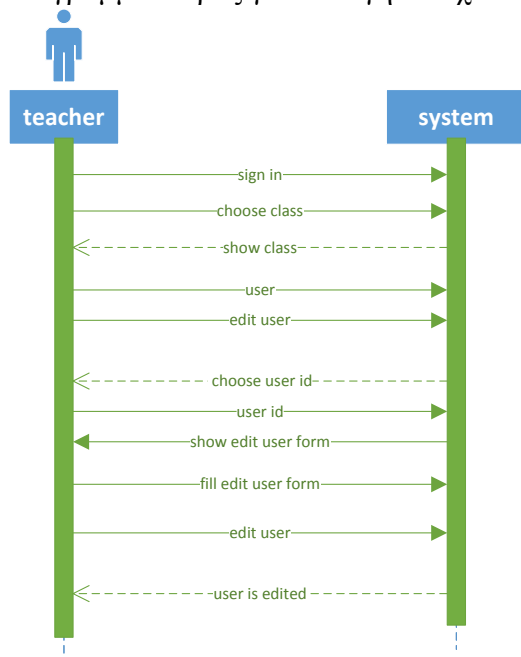 teacher
system
sign in
choose class
show class
user
edit user
choose user id
user id
show edit user form
fill edit user form
edit user
user is edited